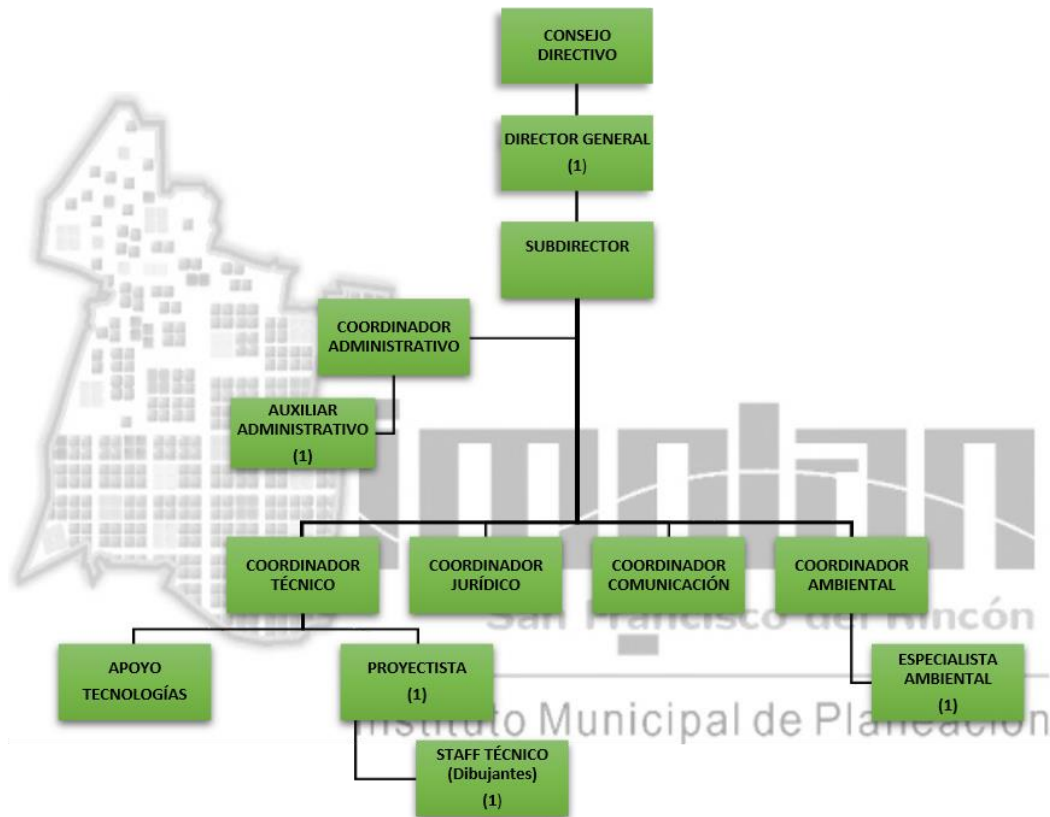 CONSEJO
DIRECTIVO
DIRECTOR GENERAL
(1)
SUBDIRECTOR
COORDINADOR
ADMINISTRATIVO
AUXILIAR
ADMINISTRATIVO
(1)
implan
COORDINADOR
TÉCNICO
COORDINADOR
JURÍDICO
COORDINADOR
COMUNICACIÓN
COORDINADOR
AMBIENTAL
San Francisco del Rincón
APOYO
TECNOLOGÍAS
PROYECTISTA
(1)
ESPECIALISTA
AMBIENTAL
(1)
Instituto Municipal de Planeación
STAFF TÉCNICO
(Dibujantes)
(1)